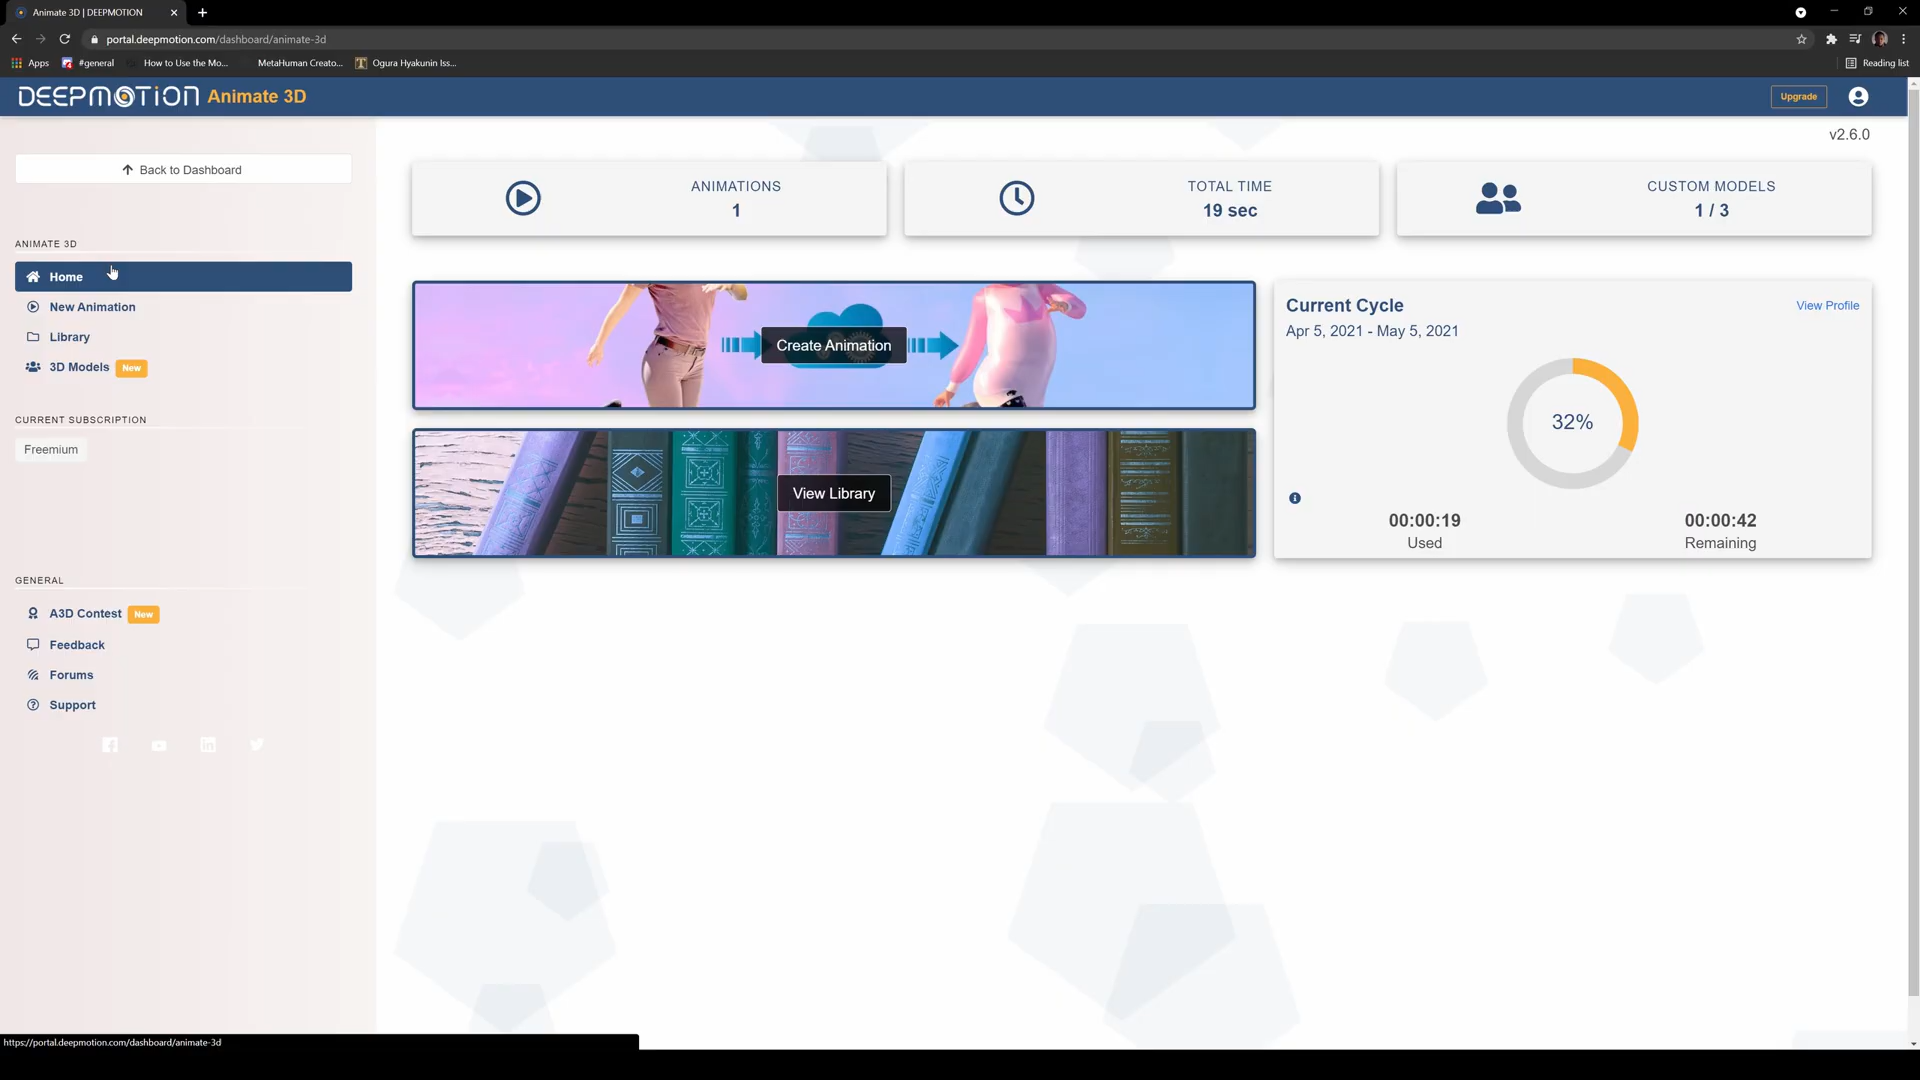 Animate 3D | DEEPMOTION
portal.deepmotion.com/dashboard/animate-3d
Apps
#general
How to Use the Mo...
MetaHuman Creato...
Ogura Hyakunin Iss...
Reading list
DEEPMOTION Animate 3D
Upgrade
v2.6.0
Back to Dashboard
ANIMATIONS
1
TOTAL TIME
19 sec
CUSTOM MODELS
1 / 3
ANIMATE 3D
Home
New Animation
Library
3D Models New
CURRENT SUBSCRIPTION
Freemium
GENERAL
A3D Contest New
Feedback
Forums
Support
Create Animation
View Library
Current Cycle
View Profile
Apr 5, 2021 - May 5, 2021
32%
00:00:19
Used
00:00:42
Remaining
https://portal.deepmotion.com/dashboard/animate-3d